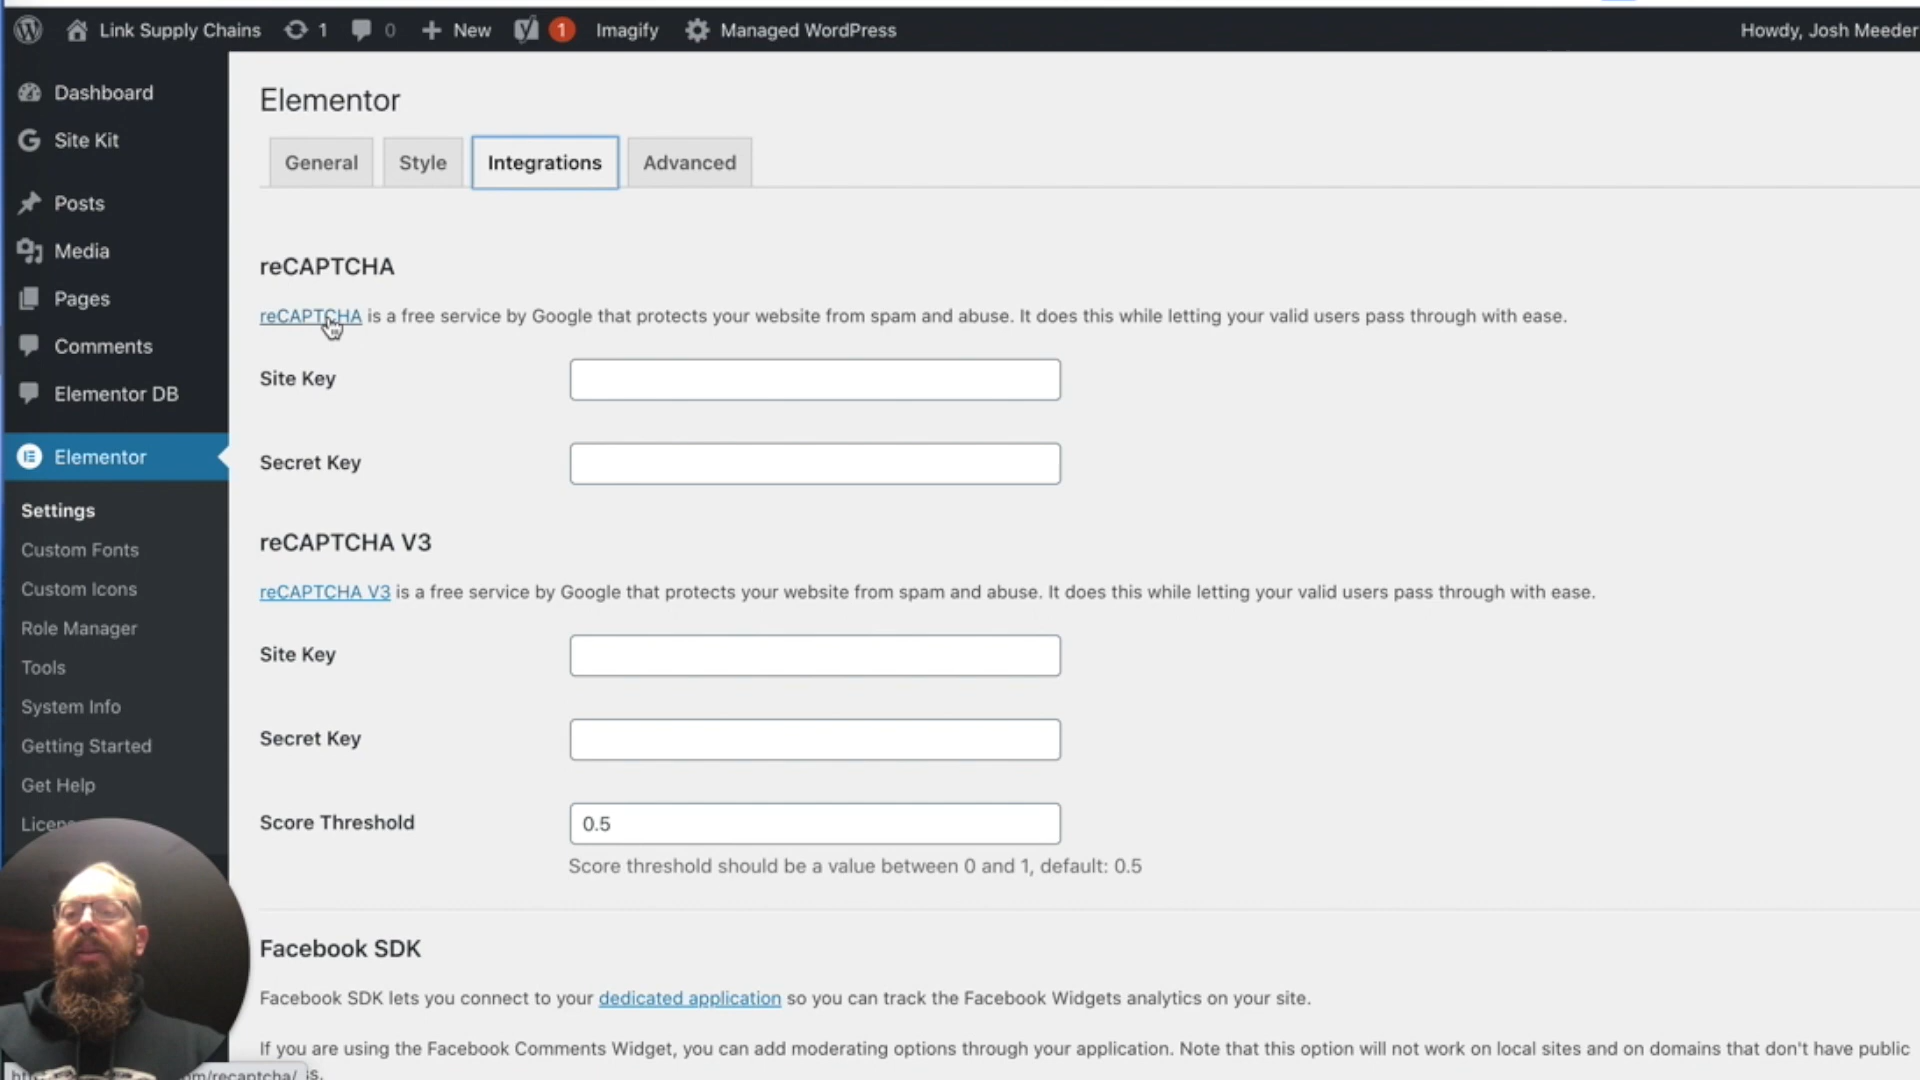 Link Supply Chains 1 0 New 1 Imagify Managed WordPress Howdy, Josh Meeder
Dashboard
Site Kit
Posts
Media
Pages
Comments
Elementor DB
Elementor
Settings
Custom Fonts
Custom Icons
Role Manager
Tools
System Info
Getting Started
Get Help
Elementor
General Style Integrations Advanced
reCAPTCHA
reCAPTCHA is a free service by Google that protects your website from spam and abuse. It does this while letting your valid users pass through with ease.
Site Key
Secret Key
reCAPTCHA V3
reCAPTCHA V3 is a free service by Google that protects your website from spam and abuse. It does this while letting your valid users pass through with ease.
Site Key
Secret Key
Score Threshold 0.5
Score threshold should be a value between 0 and 1, default: 0.5
Facebook SDK
Facebook SDK lets you connect to your dedicated application so you can track the Facebook Widgets analytics on your site.
If you are using the Facebook Comments Widget, you can add moderating options through your application. Note that this option will not work on local sites and on domains that don't have public